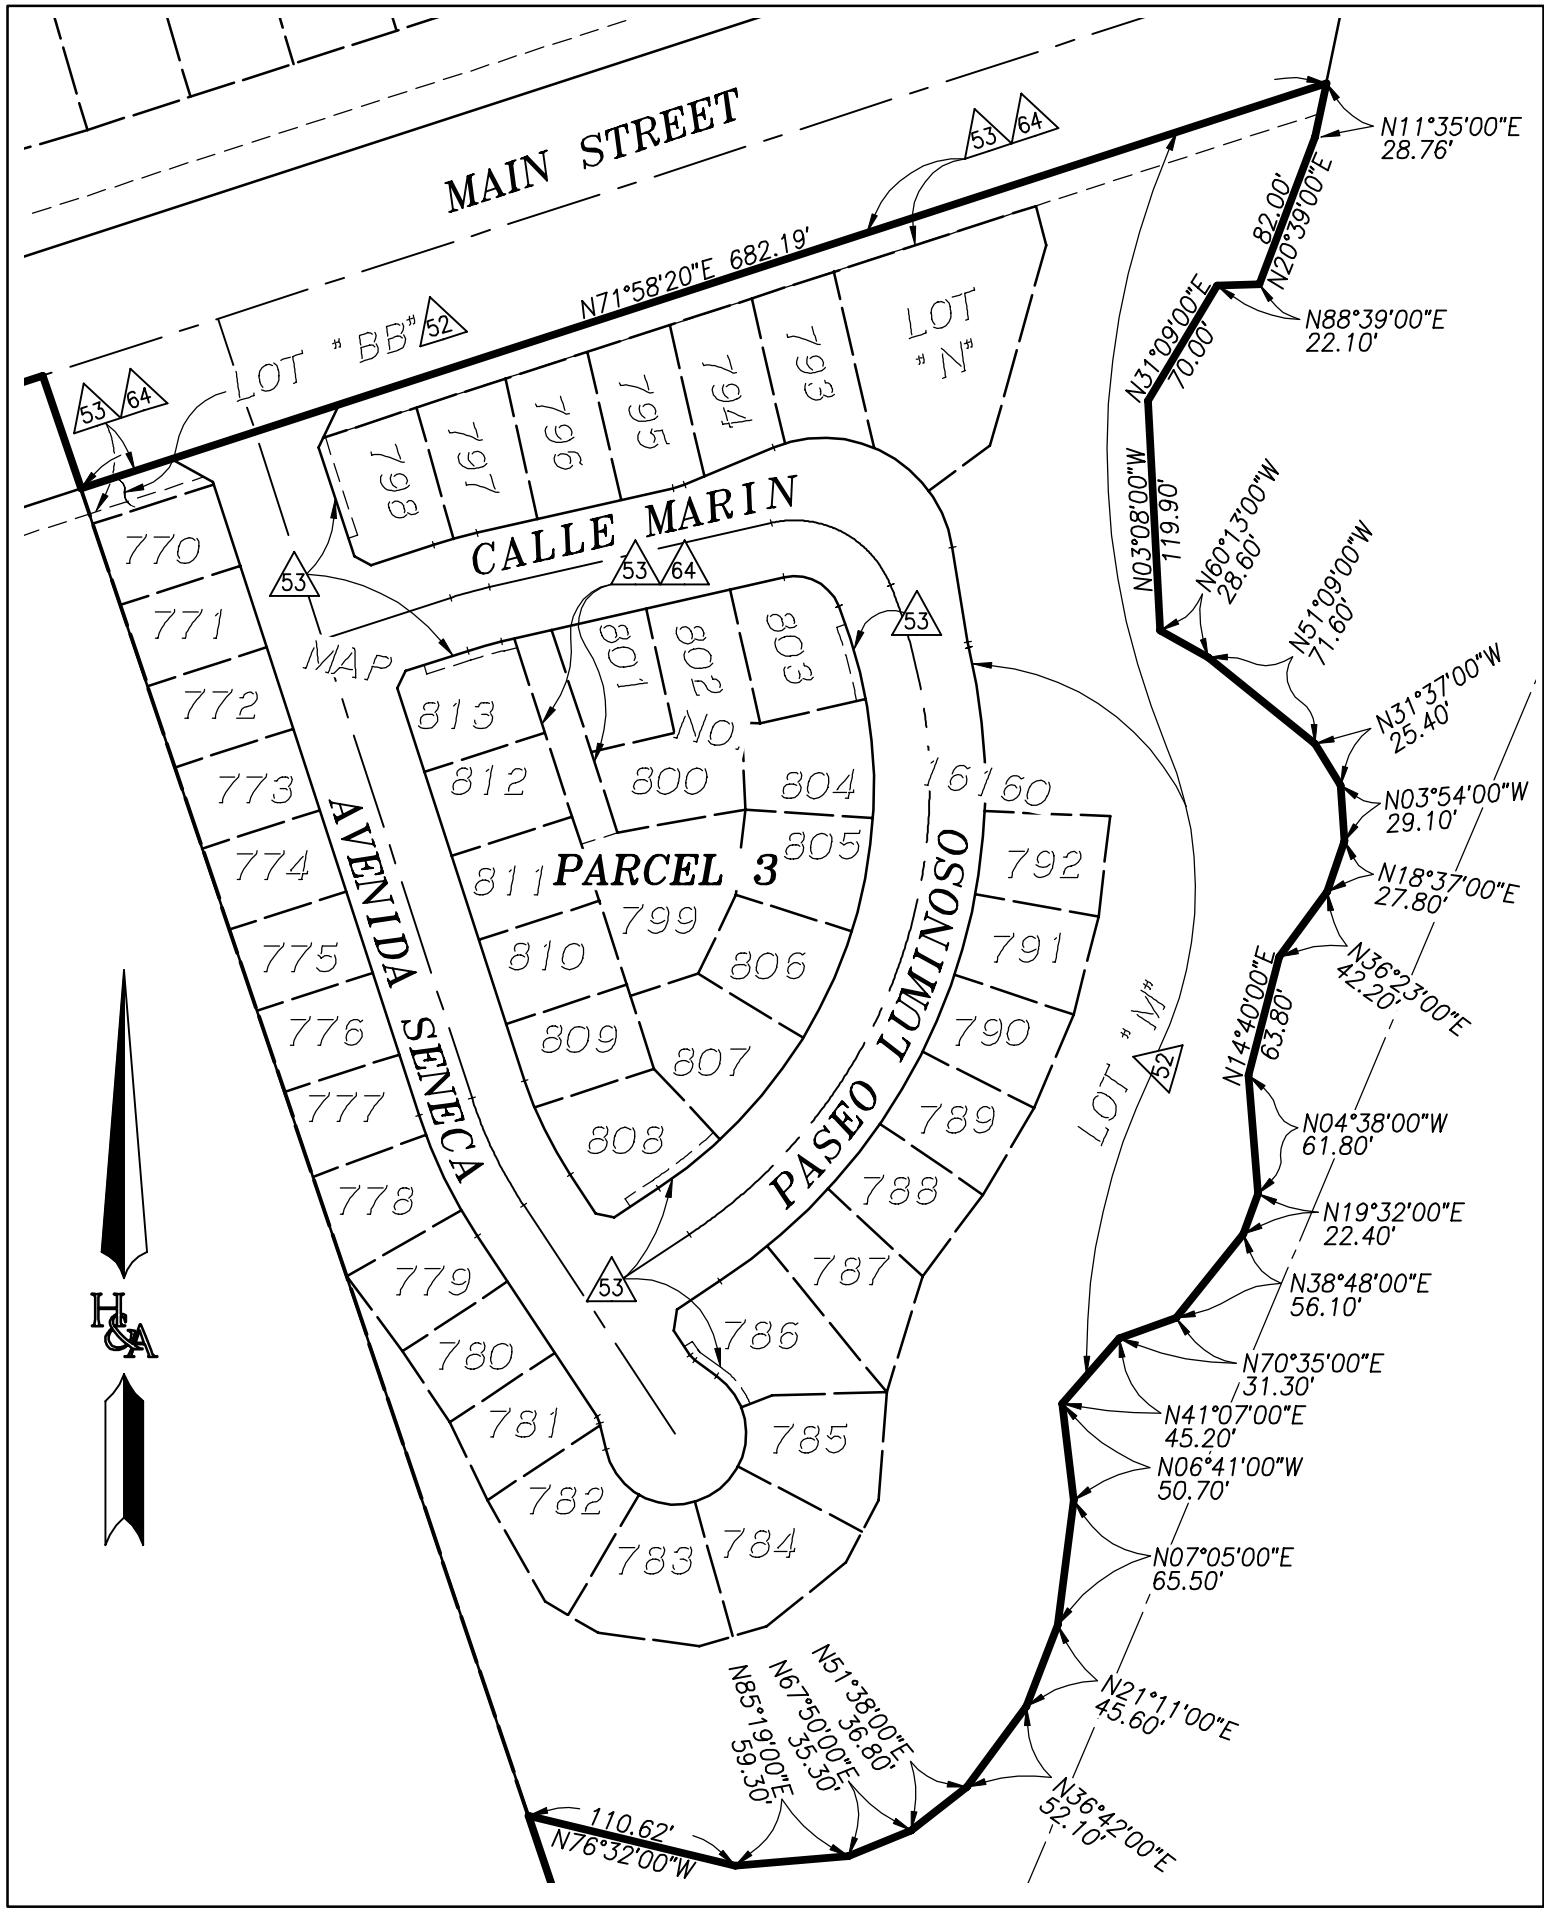 MAIN STREET
53
64
N11°35'00"E
28.76'
82.00'
N20°39'00"E
N71°58'20"E 682.19'
N88°39'00"E
22.10'
N31°09'00"E
70.00'
LOT "BB"
52
53
64
LOT
"N"
793
794
795
796
797
798
N03°08'00"W
119.90'
N60°13'00"W
28.60'
N51°09'00"W
71.60'
CALLE MARIN
53
64
53
53
770
771
772
773
774
775
776
777
778
779
780
781
782
783
784
785
786
787
788
789
790
791
792
MAP
NO.
16160
801
802
803
813
812
800
804
811
PARCEL 3
805
799
810
806
809
807
808
AVENIDA SENECA
PASEO LUMINOSO
53
LOT "M"
52
N31°37'00"W
25.40'
N03°54'00"W
29.10'
N18°37'00"E
27.80'
N36°23'00"E
42.20'
N14°40'00"E
63.80'
N04°38'00"W
61.80'
N19°32'00"E
22.40'
N38°48'00"E
56.10'
N70°35'00"E
31.30'
N41°07'00"E
45.20'
N06°41'00"W
50.70'
N07°05'00"E
65.50'
N21°11'00"E
45.60'
N36°42'00"E
52.10'
N51°38'00"E
36.80'
N67°50'00"E
35.30'
N85°19'00"E
59.30'
110.62'
N76°32'00"W
H&A